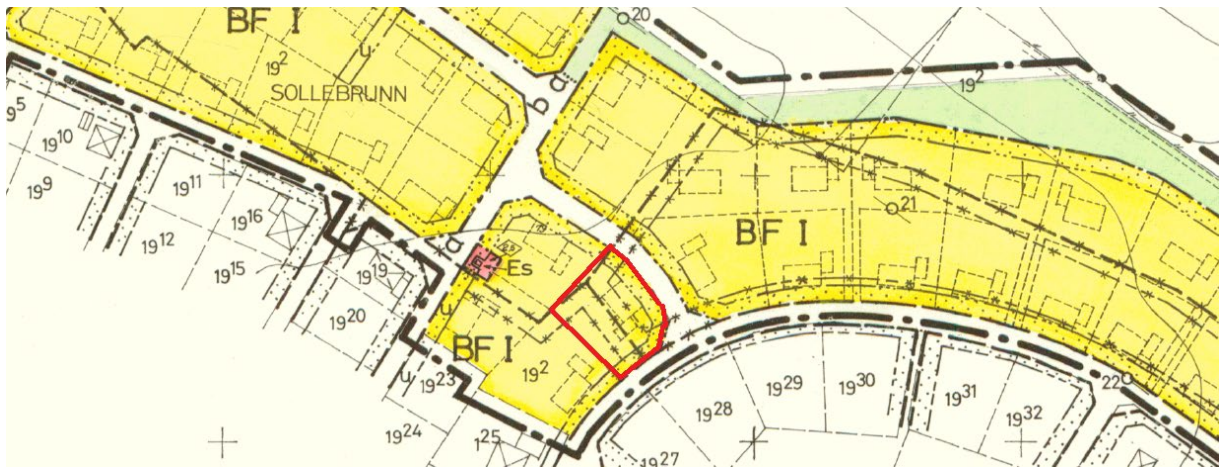 BF I
20
u
19²
19²
SOLLEBRUNN
b a
19⁵
19¹⁰
19⁹
19¹¹
19¹⁶
19¹²
19¹⁵
19¹⁹
19²⁰
a
Es
21
BF I
u
BF I
19²
u
19²³
19²⁴
1²⁵
19²⁷
19²⁸
19²⁹
19³⁰
19³¹
19³²
22